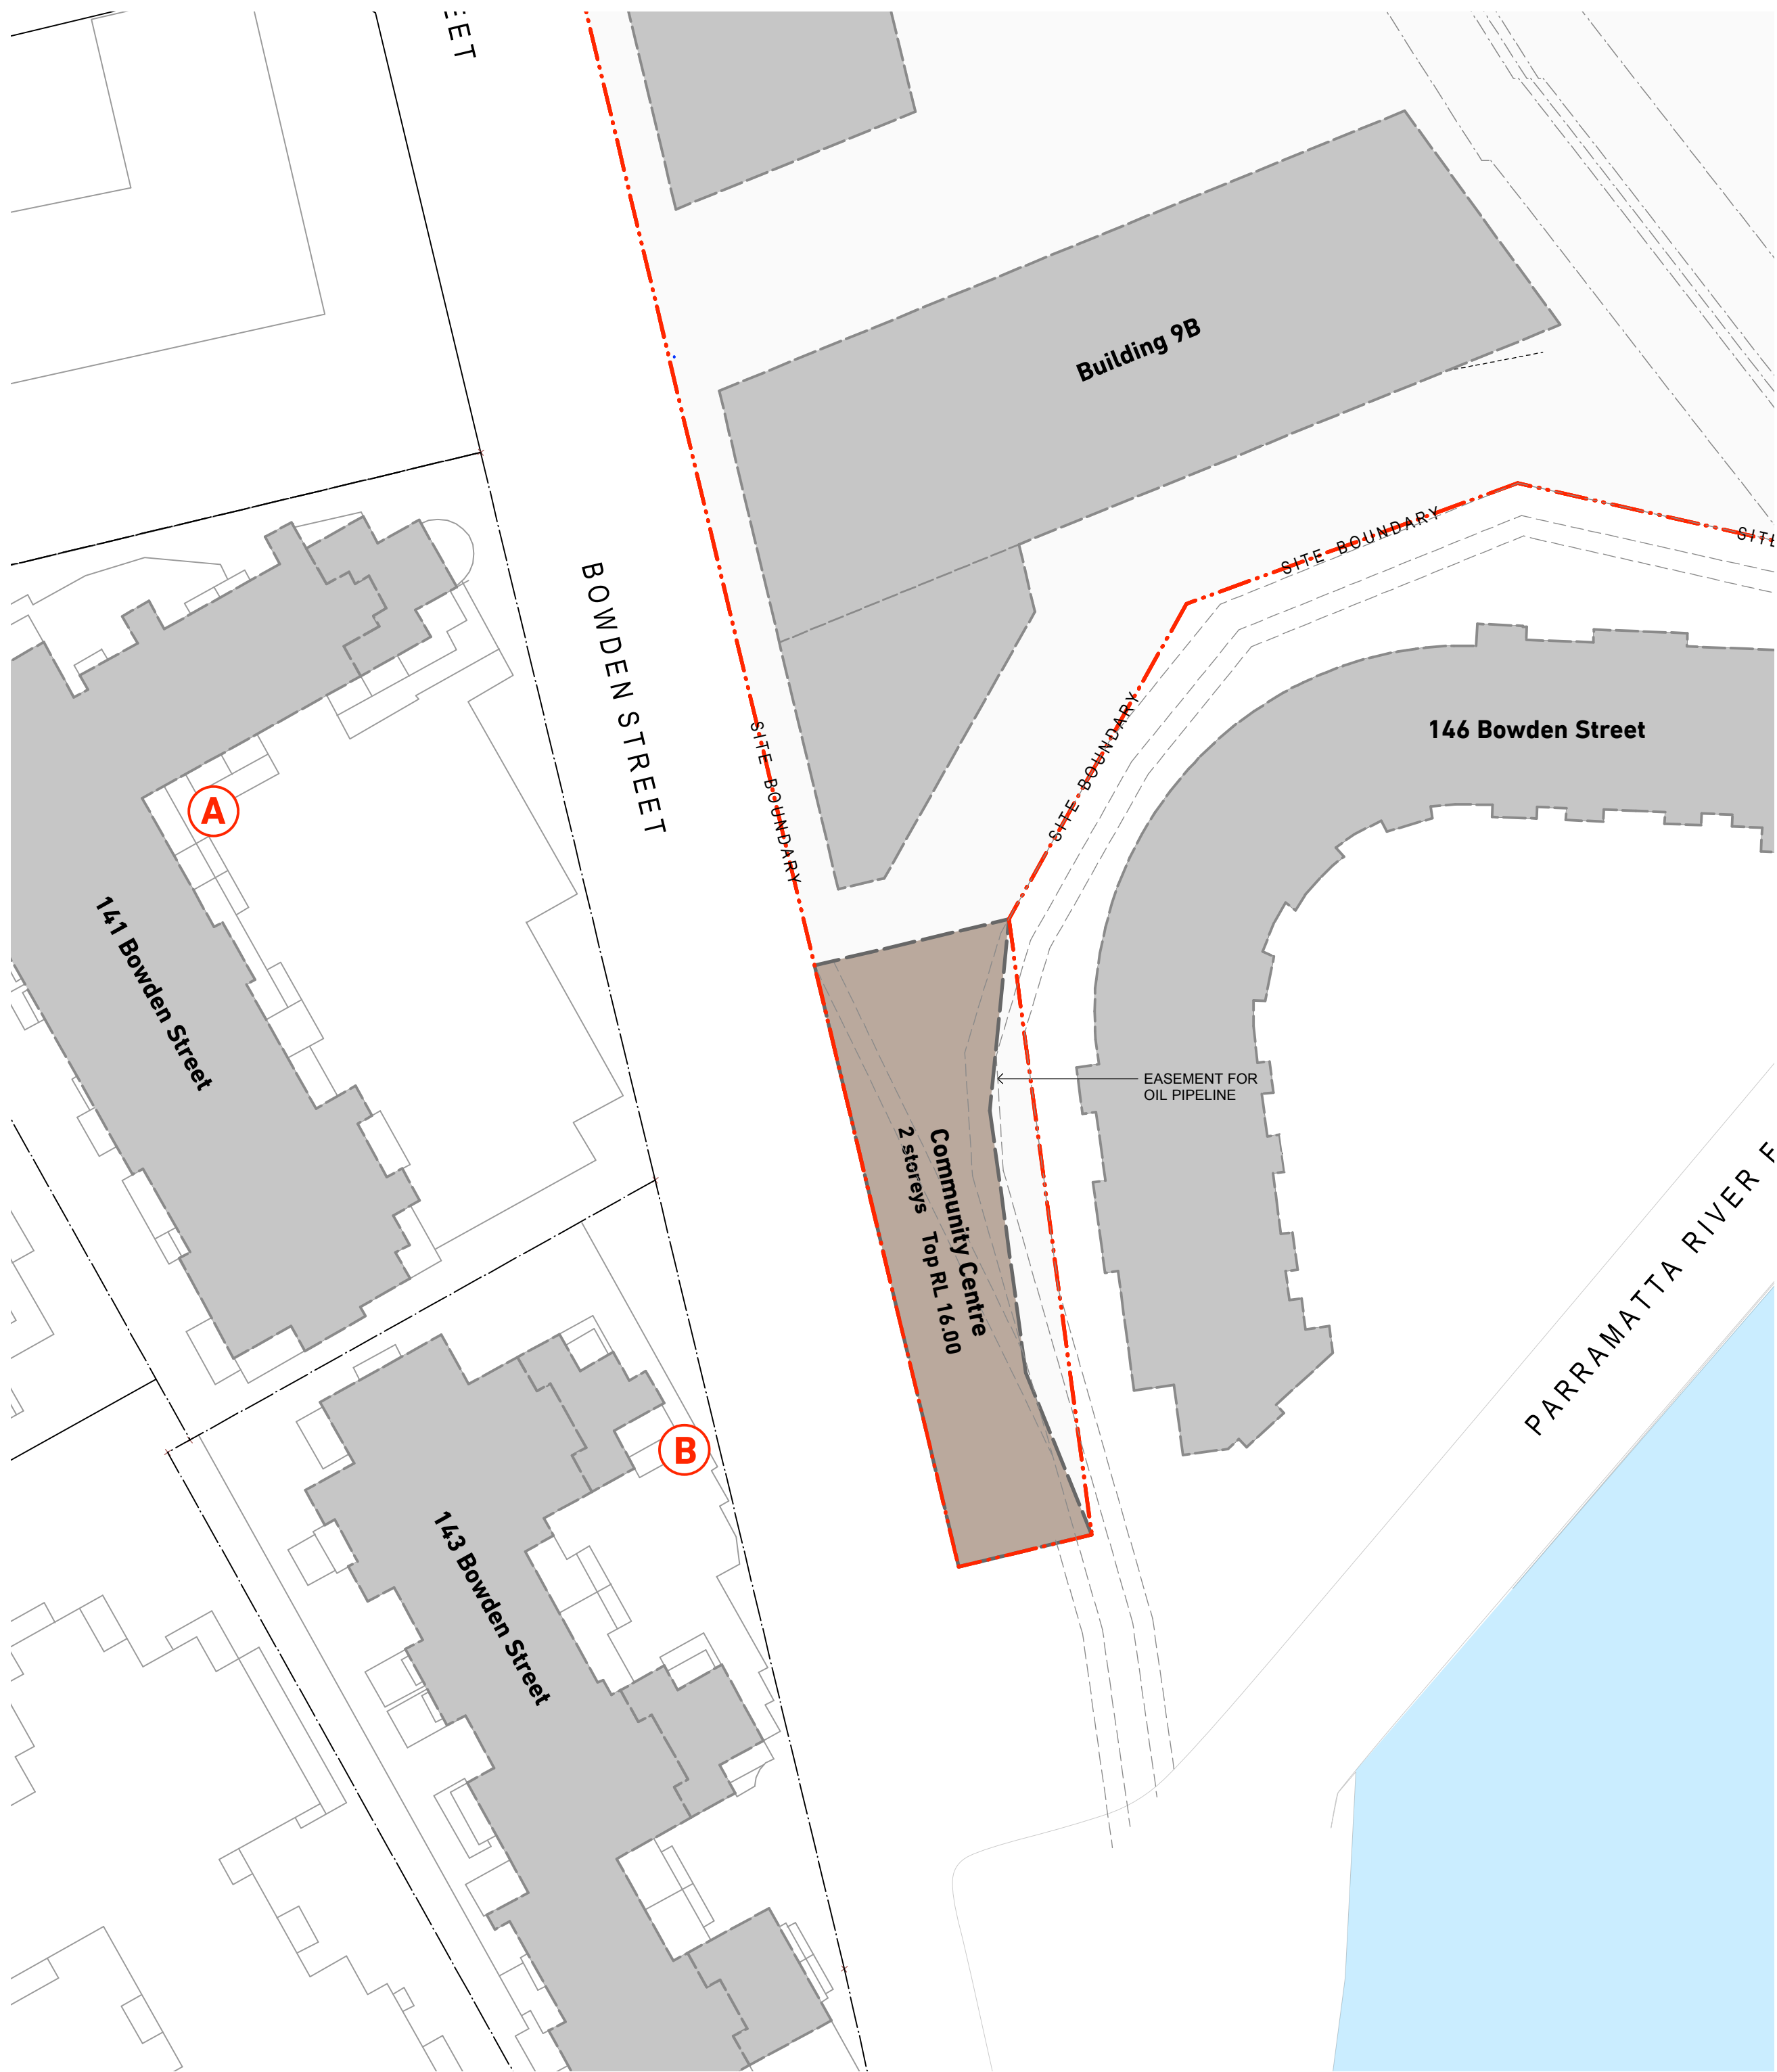 EET
Building 9B
BOWDEN STREET
SITE BOUNDARY
SITE
SITE BOUNDARY
SITE BOUNDARY
146 Bowden Street
A
141 Bowden Street
EASEMENT FOR
OIL PIPELINE
Community Centre
2 storeys Top RL 16.00
PARRAMATTA RIVER F
B
143 Bowden Street